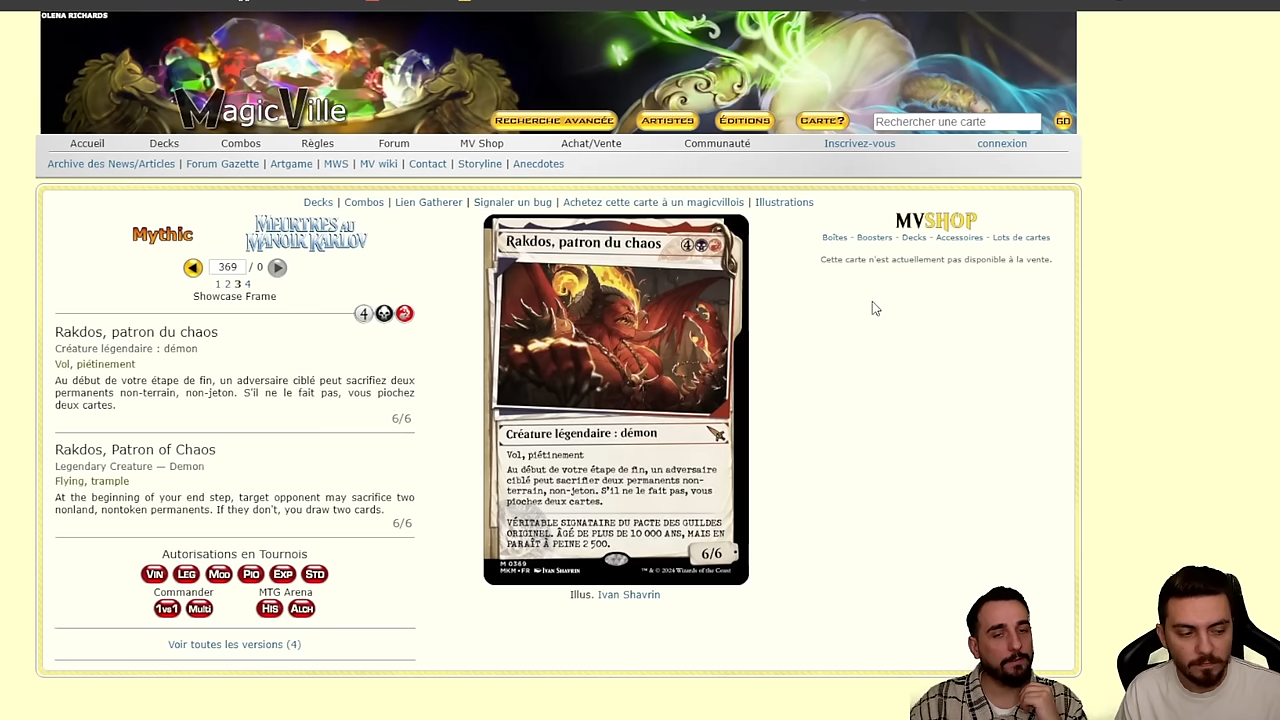 OLENA RICHARDS
MagicVille
RECHERCHE AVANCÉE
ARTISTES
ÉDITIONS
CARTE?
Rechercher une carte
GO
Accueil
Decks
Combos
Règles
Forum
MV Shop
Achat/Vente
Communauté
Inscrivez-vous
connexion
Archive des News/Articles | Forum Gazette | Artgame | MWS | MV wiki | Contact | Storyline | Anecdotes
Decks | Combos | Lien Gatherer | Signaler un bug | Achetez cette carte à un magicvillois | Illustrations
Mythic
MEURTRES AU
MANOIR KARLOV
369 / 0
1 2 3 4
Showcase Frame
4
Rakdos, patron du chaos
Créature légendaire : démon
Vol, piétinement
Au début de votre étape de fin, un adversaire ciblé peut sacrifiez deux
permanents non-terrain, non-jeton. S'il ne le fait pas, vous piochez
deux cartes.
6/6
Rakdos, Patron of Chaos
Legendary Creature — Demon
Flying, trample
At the beginning of your end step, target opponent may sacrifice two
nonland, nontoken permanents. If they don't, you draw two cards.
6/6
Autorisations en Tournois
VIN LEG MOD PIO EXP STD
Commander
MTG Arena
1vs1 Multi
HIS ALCH
Voir toutes les versions (4)
Rakdos, patron du chaos
4
Créature légendaire : démon
Vol, piétinement
Au début de votre étape de fin, un adversaire
ciblé peut sacrifier deux permanents non-
terrain, non-jeton. S'il ne le fait pas, vous
piochez deux cartes.
VÉRITABLE SIGNATAIRE DU PACTE DES GUILDES
ORIGINEL. ÂGÉ DE PLUS DE 10 000 ANS, MAIS EN
PARAÎT À PEINE 2 500.
6/6
M 0369
MKM • FR IVAN SHAVRIN
™ & © 2024 Wizards of the Coast
Illus. Ivan Shavrin
MVSHOP
Boîtes - Boosters - Decks - Accessoires - Lots de cartes
Cette carte n'est actuellement pas disponible à la vente.